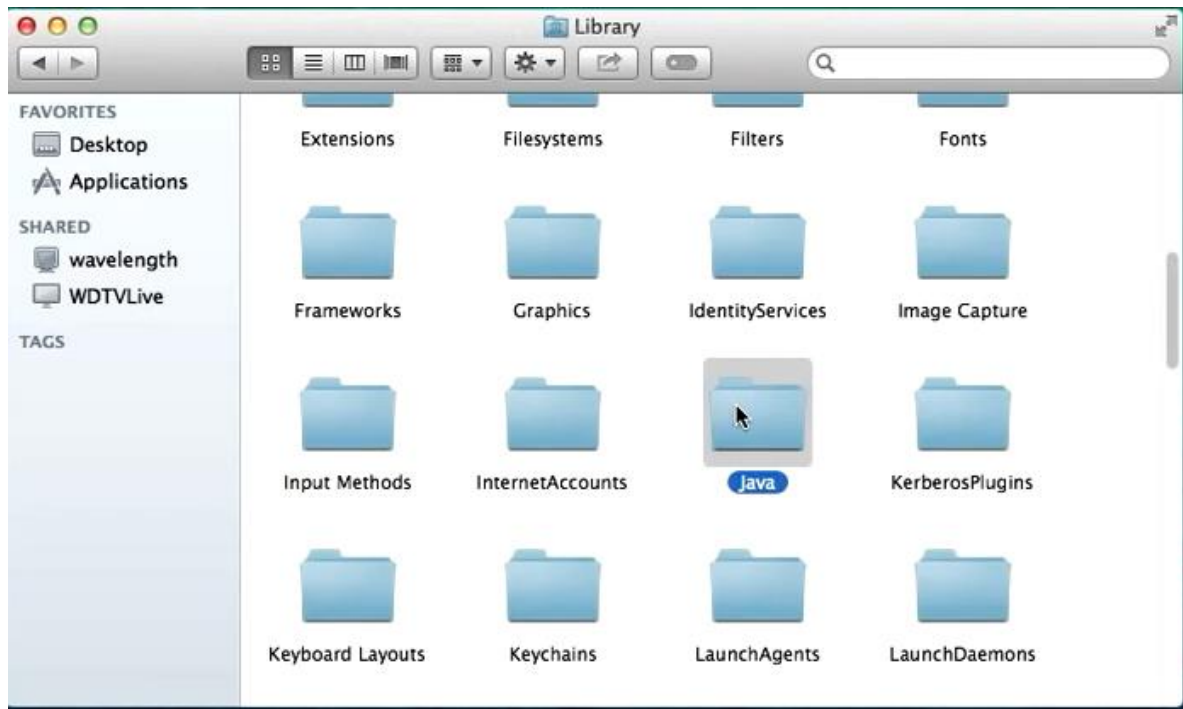 Library
FAVORITES
Desktop
Applications
SHARED
wavelength
WDTVLive
TAGS
Extensions Filesystems Filters Fonts
Frameworks Graphics IdentityServices Image Capture
Input Methods InternetAccounts Java KerberosPlugins
Keyboard Layouts Keychains LaunchAgents LaunchDaemons